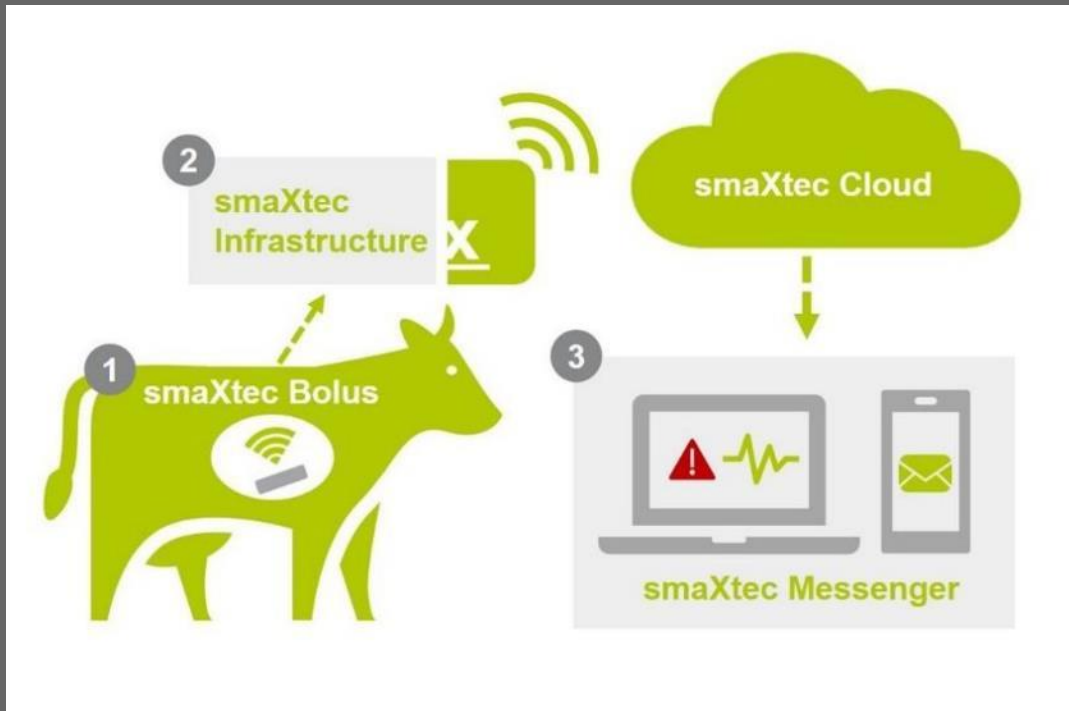 2
smaXtec
Infrastructure
x
smaXtec Cloud
1
smaXtec Bolus
3
smaXtec Messenger